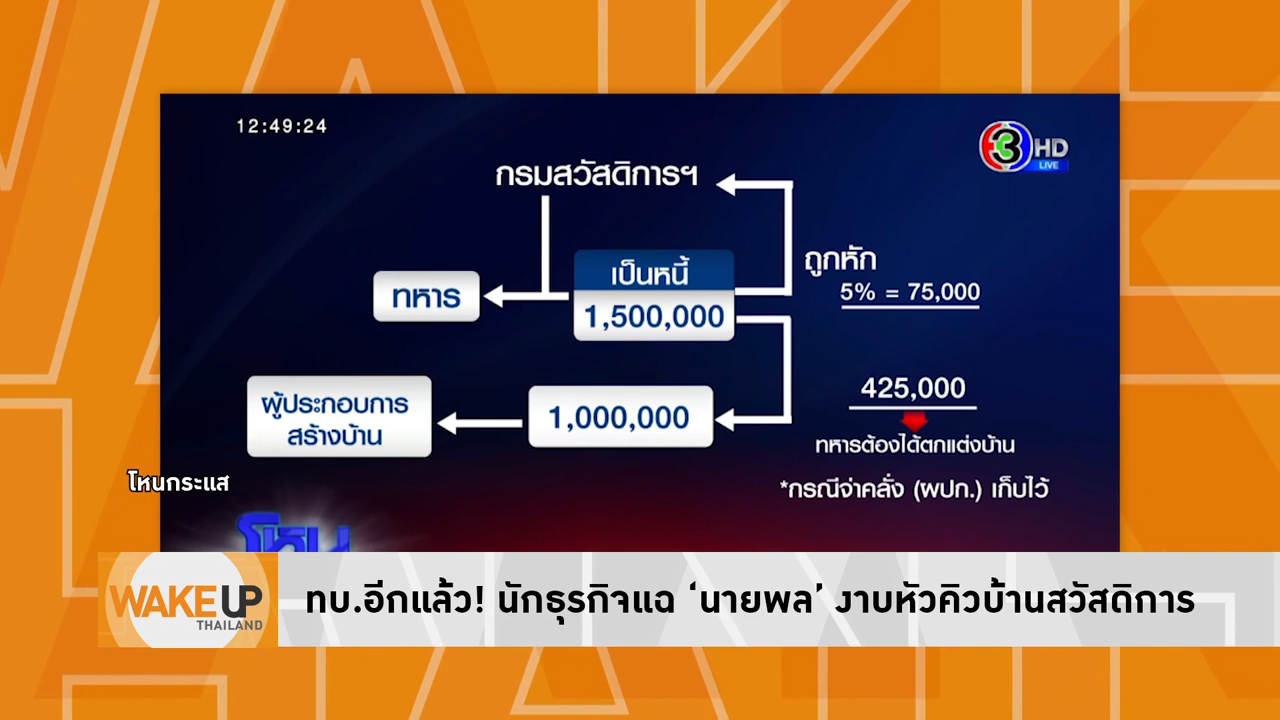 12:49:24
3 HD
LIVE
กรมสวัสดิการฯ
เป็นหนี้
ถูกหัก
ทหาร
1,500,000
5% = 75,000
ผู้ประกอบการ
สร้างบ้าน
1,000,000
425,000
ทหารต้องได้ตกแต่งบ้าน
*กรณีจ่าคลั่ง (ผปก.) เก็บไว้
โหนกระแส
โหน
WAKE UP
THAILAND
ทบ.อีกแล้ว! นักธุรกิจแฉ ‘นายพล’ งาบหัวคิวบ้านสวัสดิการ